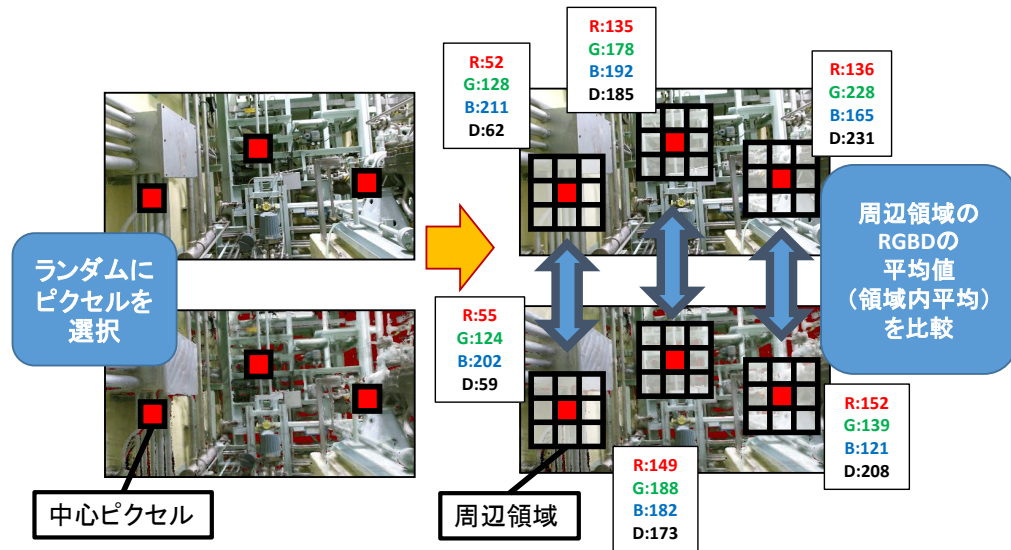 R:135
G:178
B:192
D:185
R:52
G:128
B:211
D:62
R:136
G:228
B:165
D:231
ランダムに
ピクセルを
選択
周辺領域の
RGBDの
平均値
（領域内平均）
を比較
R:55
G:124
B:202
D:59
R:152
G:139
B:121
D:208
R:149
G:188
B:182
D:173
中心ピクセル
周辺領域